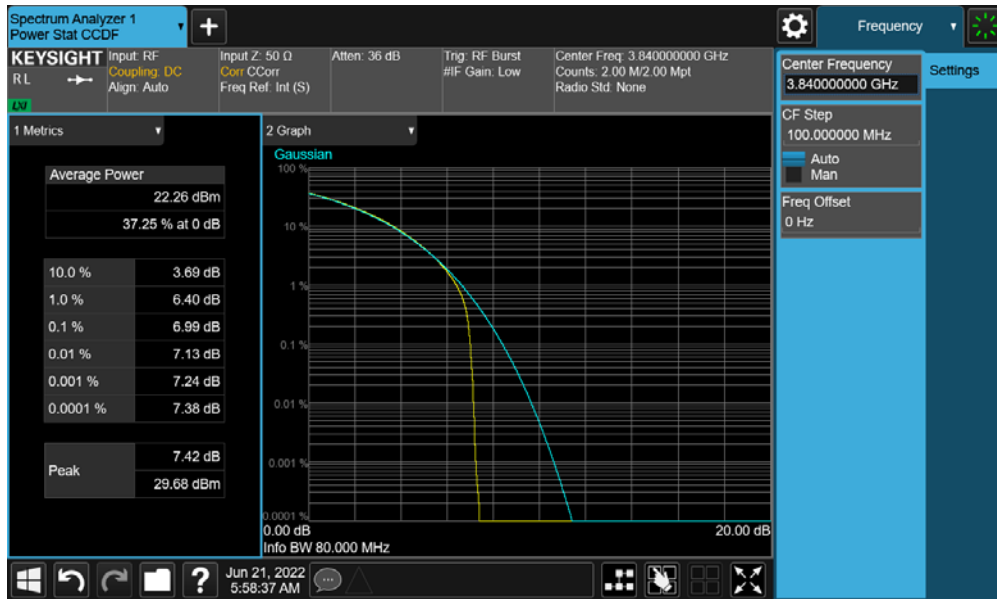 Spectrum Analyzer 1
Power Stat CCDF
+
Frequency
KEYSIGHT
RL
LXI
Input: RF
Coupling: DC
Align: Auto
Input Z: 50 Ω
Corr CCorr
Freq Ref: Int (S)
Atten: 36 dB
Trig: RF Burst
#IF Gain: Low
Center Freq: 3.840000000 GHz
Counts: 2.00 M/2.00 Mpt
Radio Std: None
Center Frequency
3.840000000 GHz
Settings
CF Step
100.000000 MHz
Auto
Man
Freq Offset
0 Hz
1 Metrics
Average Power
22.26 dBm
37.25 % at 0 dB
10.0 % 3.69 dB
1.0 % 6.40 dB
0.1 % 6.99 dB
0.01 % 7.13 dB
0.001 % 7.24 dB
0.0001 % 7.38 dB
Peak
7.42 dB
29.68 dBm
2 Graph
Gaussian
100 %
10 %
1 %
0.1 %
0.01 %
0.001 %
0.0001 %
0.00 dB 20.00 dB
Info BW 80.000 MHz
?
Jun 21, 2022
5:58:37 AM